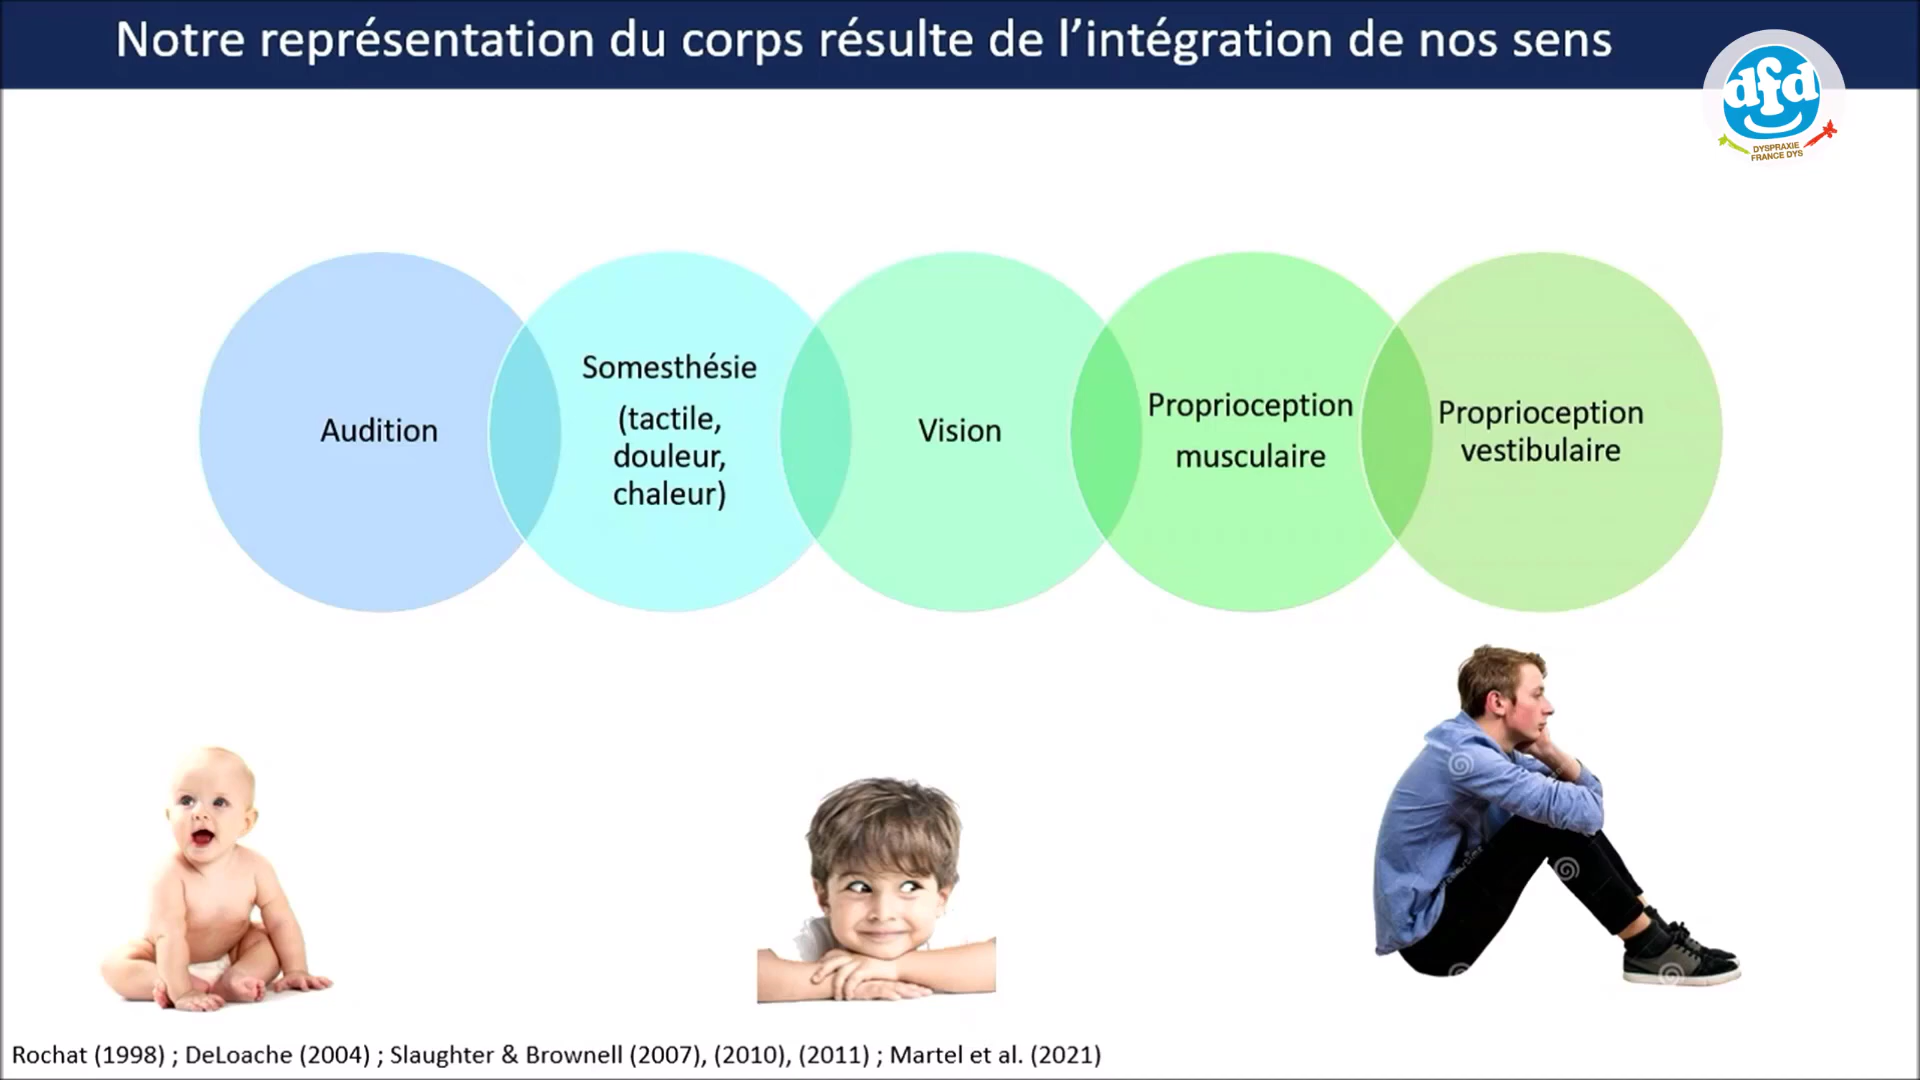 Notre représentation du corps résulte de l’intégration de nos sens
dfd
DYSPRAXIE
FRANCE DYS
Audition
Somesthésie
(tactile,
douleur,
chaleur)
Vision
Proprioception
musculaire
Proprioception
vestibulaire
Rochat (1998) ; DeLoache (2004) ; Slaughter & Brownell (2007), (2010), (2011) ; Martel et al. (2021)